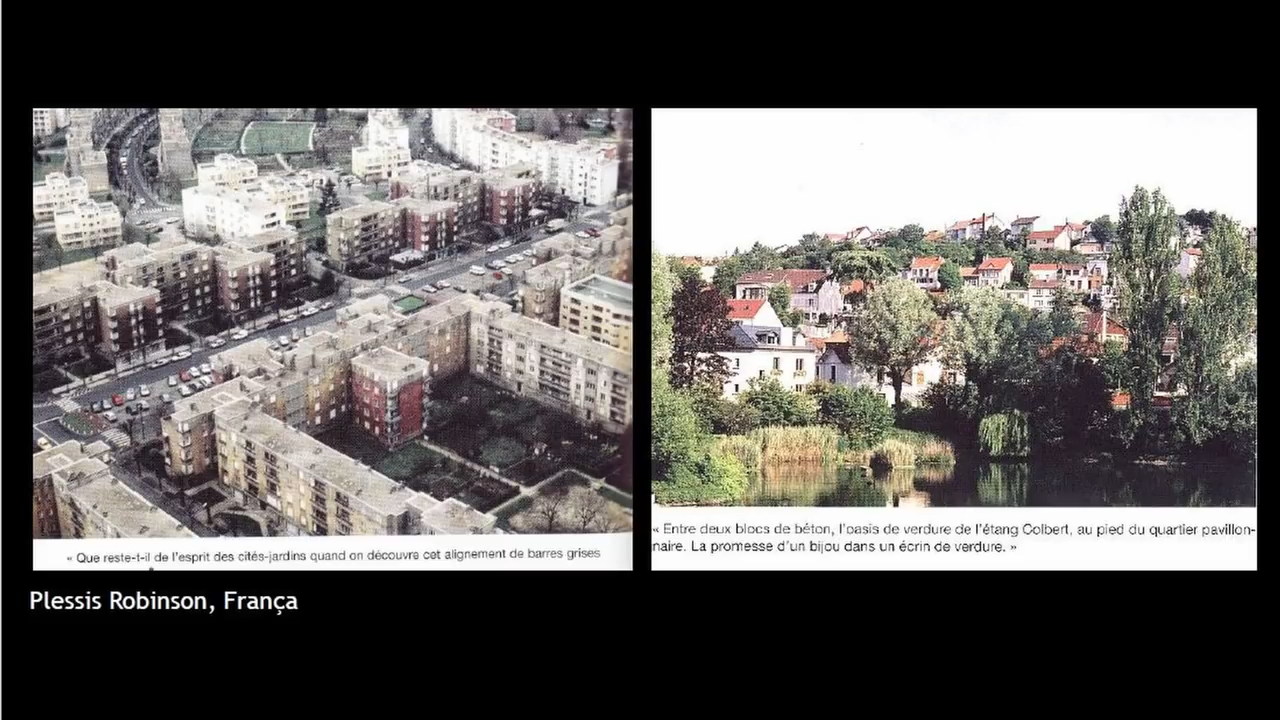 « Que reste-t-il de l'esprit des cités-jardins quand on découvre cet alignement de barres grises
« Entre deux blocs de béton, l'oasis de verdure de l'étang Colbert, au pied du quartier pavillon-
naire. La promesse d'un bijou dans un écrin de verdure. »
Plessis Robinson, França